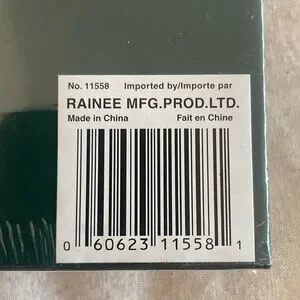 No. 11558 Imported by/Importe par
RAINEE MFG.PROD.LTD.
Made in China Fait en Chine
0 60623 11558 1